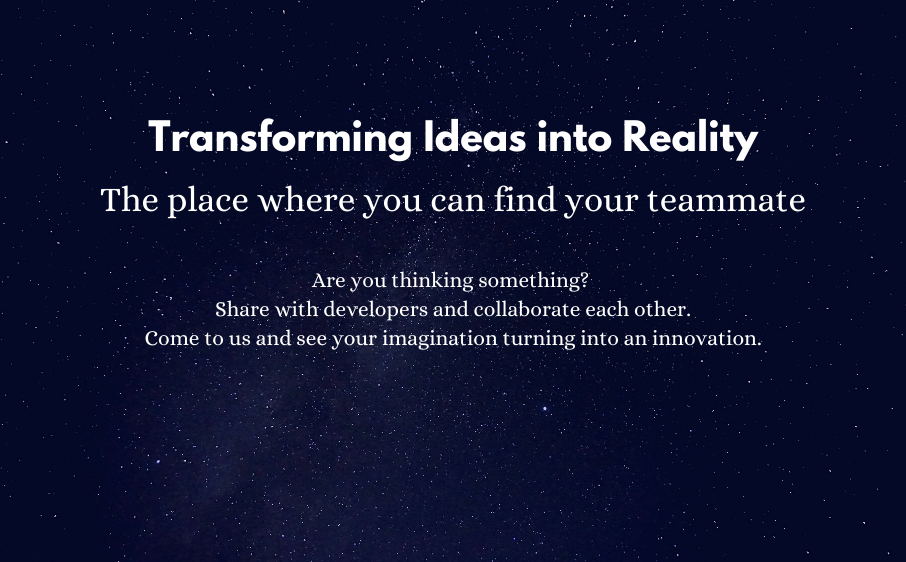 Transforming Ideas into Reality
The place where you can find your teammate
Are you thinking something?
Share with developers and collaborate each other.
Come to us and see your imagination turning into an innovation.